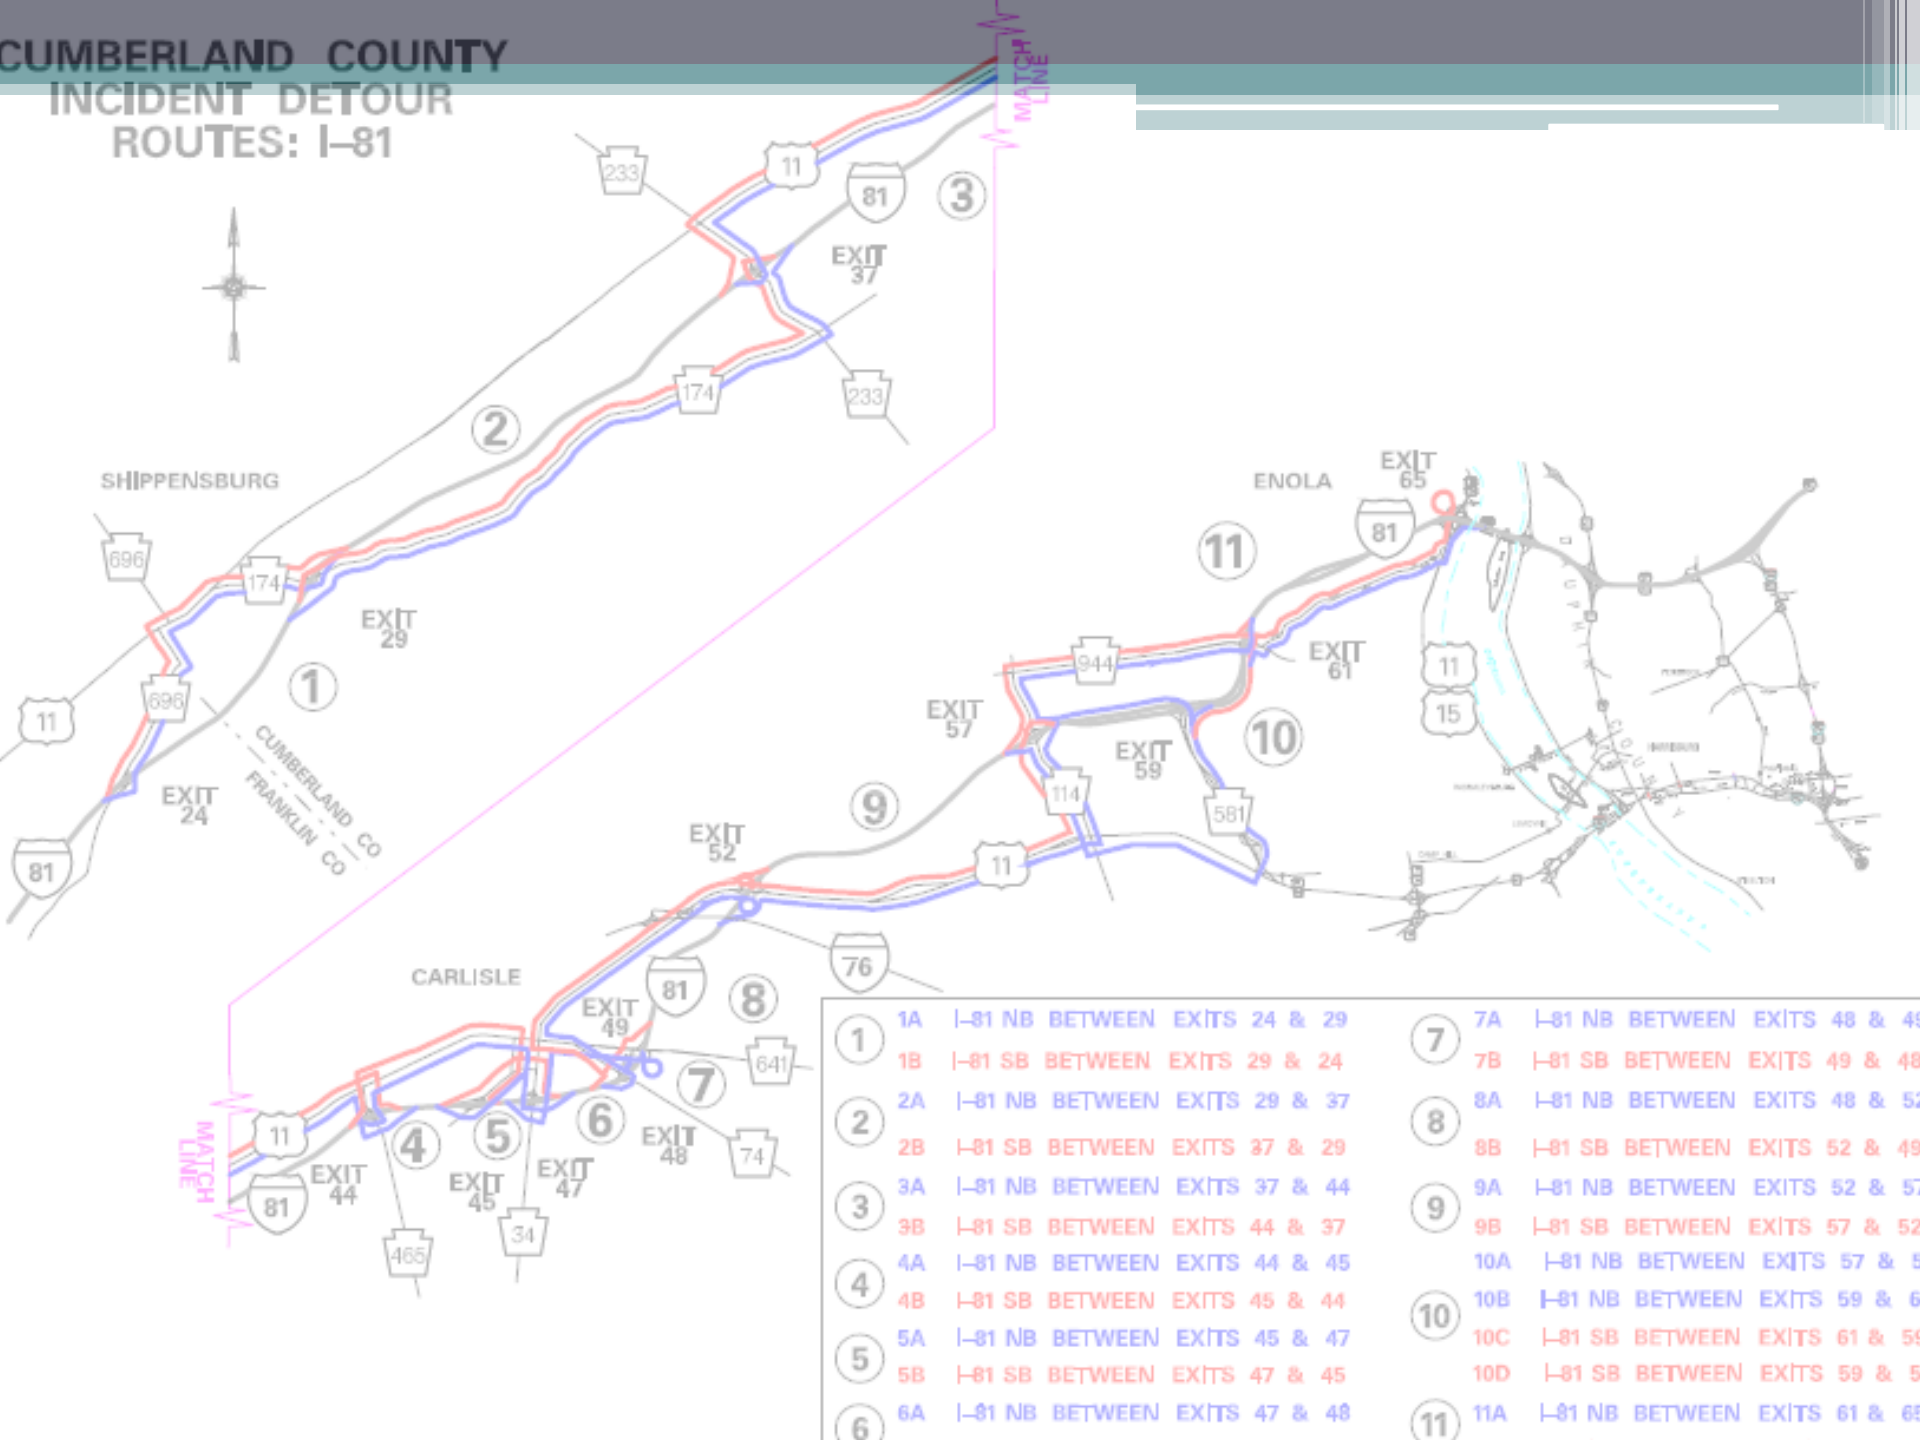 CUMBERLAND COUNTY
INCIDENT DETOUR
ROUTES: I-81
MATCH
LINE
233
11
81
3
EXIT
37
174
233
2
SHIPPENSBURG
696
174
EXIT
29
696
1
11
CUMBERLAND CO
FRANKLIN CO
EXIT
24
81
ENOLA
EXIT
65
81
11
944
EXIT
61
11
15
EXIT
57
10
EXIT
59
114
581
9
EXIT
52
11
76
CARLISLE
81
8
EXIT
49
641
7
6
EXIT
48
74
11
4
5
MATCH
LINE
EXIT
44
EXIT
45
EXIT
47
81
465
34
1
1A I-81 NB BETWEEN EXITS 24 & 29
1B I-81 SB BETWEEN EXITS 29 & 24
2
2A I-81 NB BETWEEN EXITS 29 & 37
2B I-81 SB BETWEEN EXITS 37 & 29
3
3A I-81 NB BETWEEN EXITS 37 & 44
3B I-81 SB BETWEEN EXITS 44 & 37
4
4A I-81 NB BETWEEN EXITS 44 & 45
4B I-81 SB BETWEEN EXITS 45 & 44
5
5A I-81 NB BETWEEN EXITS 45 & 47
5B I-81 SB BETWEEN EXITS 47 & 45
6
6A I-81 NB BETWEEN EXITS 47 & 48
7
7A I-81 NB BETWEEN EXITS 48 & 49
7B I-81 SB BETWEEN EXITS 49 & 48
8
8A I-81 NB BETWEEN EXITS 48 & 52
8B I-81 SB BETWEEN EXITS 52 & 49
9
9A I-81 NB BETWEEN EXITS 52 & 57
9B I-81 SB BETWEEN EXITS 57 & 52
10
10A I-81 NB BETWEEN EXITS 57 & 5
10B I-81 NB BETWEEN EXITS 59 & 6
10C I-81 SB BETWEEN EXITS 61 & 59
10D I-81 SB BETWEEN EXITS 59 & 5
11
11A I-81 NB BETWEEN EXITS 61 & 65